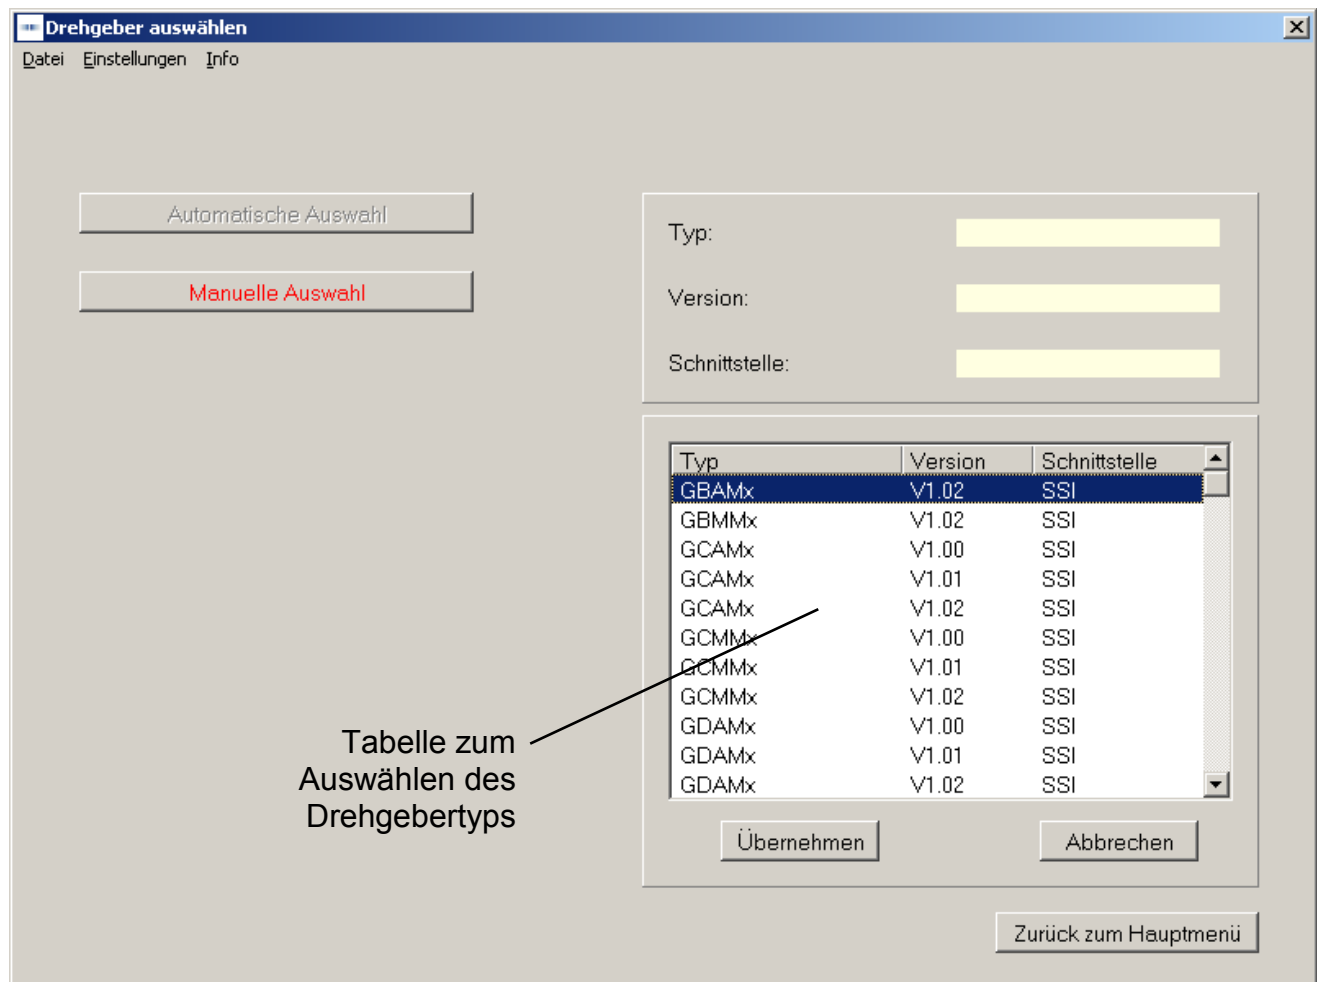 Drehgeber auswählen
Datei Einstellungen Info
Automatische Auswahl
Manuelle Auswahl
Typ:
Version:
Schnittstelle:
Typ Version Schnittstelle
GBAMx V1.02 SSI
GBMMx V1.02 SSI
GCAMx V1.00 SSI
GCAMx V1.01 SSI
GCAMx V1.02 SSI
GCMMx V1.00 SSI
GCMMx V1.01 SSI
GCMMx V1.02 SSI
GDAMx V1.00 SSI
GDAMx V1.01 SSI
GDAMx V1.02 SSI
Tabelle zum
Auswählen des
Drehgebertyps
Übernehmen Abbrechen
Zurück zum Hauptmenü